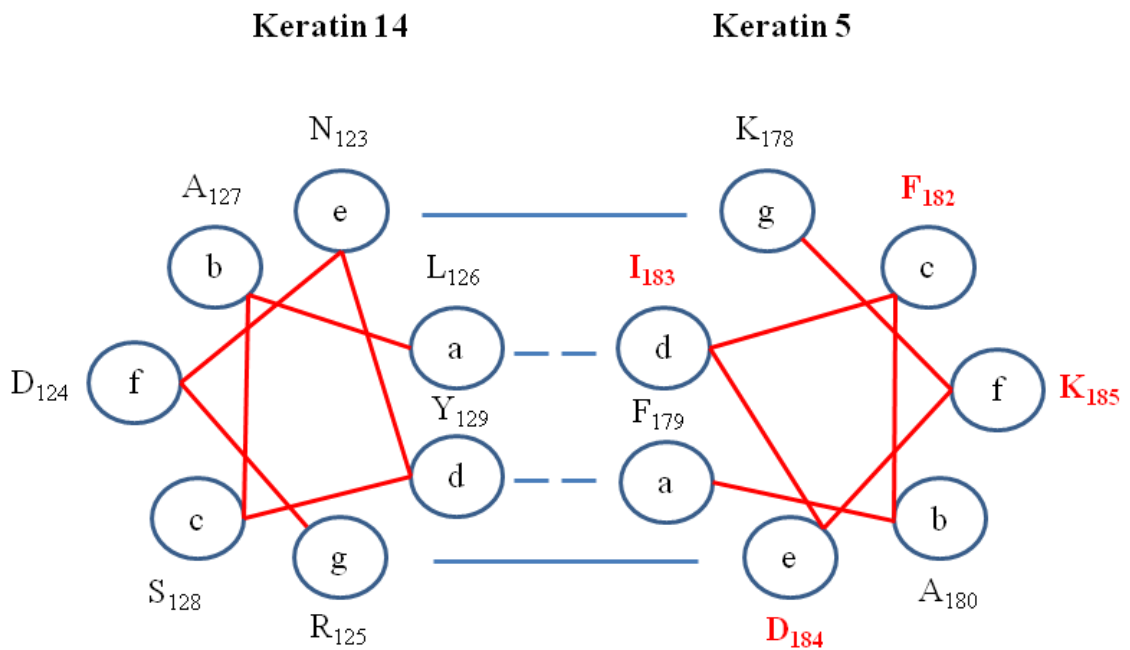 Keratin 14 Keratin 5
N123 K178
A127 F182
e g
b c
L126 I183
a d
D124 f f K185
Y129 F179
d a
c b
S128 g e A180
R125 D184